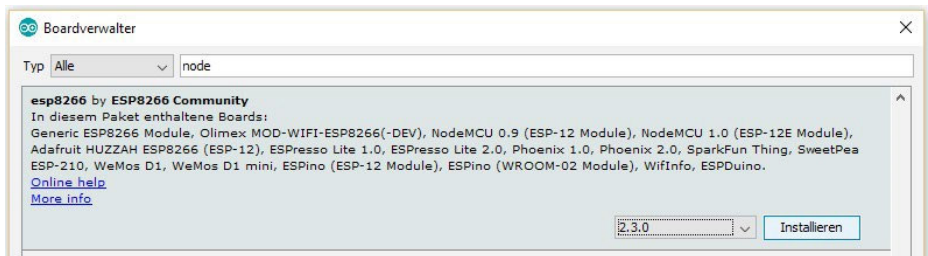 Boardverwalter
Typ Alle node
esp8266 by ESP8266 Community
In diesem Paket enthaltene Boards:
Generic ESP8266 Module, Olimex MOD-WIFI-ESP8266(-DEV), NodeMCU 0.9 (ESP-12 Module), NodeMCU 1.0 (ESP-12E Module),
Adafruit HUZZAH ESP8266 (ESP-12), ESPresso Lite 1.0, ESPresso Lite 2.0, Phoenix 1.0, Phoenix 2.0, SparkFun Thing, SweetPea
ESP-210, WeMos D1, WeMos D1 mini, ESPino (ESP-12 Module), ESPino (WROOM-02 Module), WifInfo, ESPDuino.
Online help
More info
2.3.0 Installieren